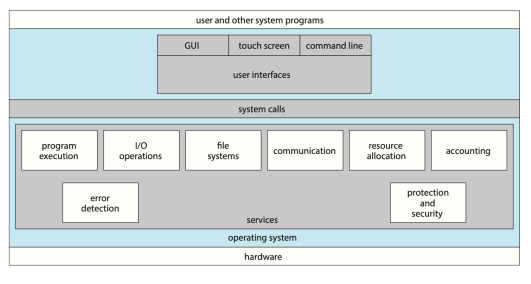 user and other system programs
GUI
touch screen
command line
user interfaces
system calls
program
execution
I/O
operations
file
systems
communication
resource
allocation
accounting
error
detection
protection
and
security
services
operating system
hardware